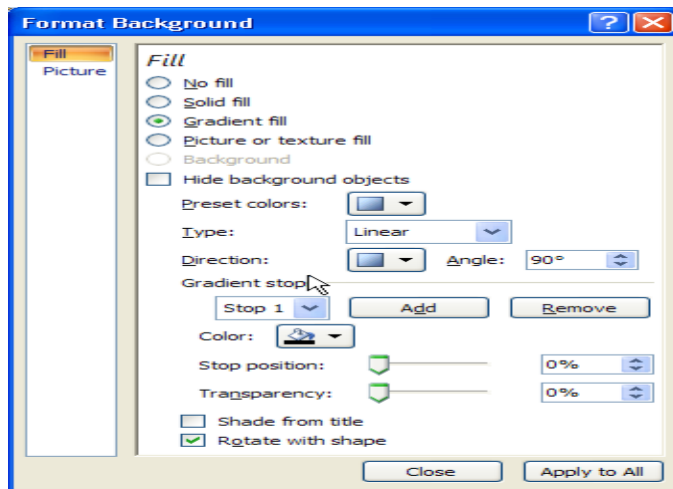 Format Background
Fill
Picture
Fill
No fill
Solid fill
Gradient fill
Picture or texture fill
Background
Hide background objects
Preset colors:
Type: Linear
Direction: Angle: 90°
Gradient stop
Stop 1 Add Remove
Color:
Stop position: 0%
Transparency: 0%
Shade from title
Rotate with shape
Close Apply to All